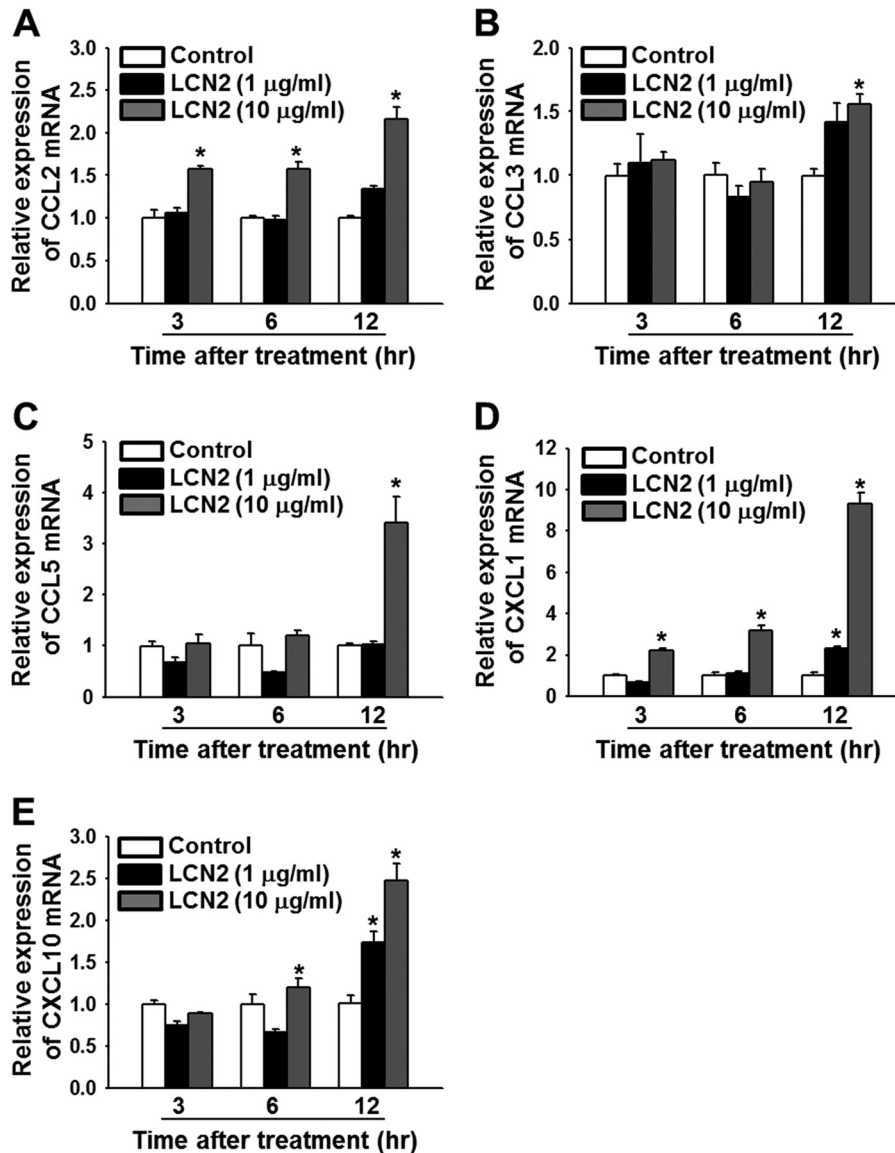 A
Relative expression
of CCL2 mRNA
3.0
2.5
2.0
1.5
1.0
0.5
0.0
Control
LCN2 (1 μg/ml)
LCN2 (10 μg/ml)
* * *
3 6 12
Time after treatment (hr)
B
Relative expression
of CCL3 mRNA
2.0
1.5
1.0
0.5
0.0
Control
LCN2 (1 μg/ml)
LCN2 (10 μg/ml)
*
3 6 12
Time after treatment (hr)
C
Relative expression
of CCL5 mRNA
5
4
3
2
1
0
Control
LCN2 (1 μg/ml)
LCN2 (10 μg/ml)
*
3 6 12
Time after treatment (hr)
D
Relative expression
of CXCL1 mRNA
12
10
8
6
4
2
0
Control
LCN2 (1 μg/ml)
LCN2 (10 μg/ml)
* * * *
3 6 12
Time after treatment (hr)
E
Relative expression
of CXCL10 mRNA
3.0
2.5
2.0
1.5
1.0
0.5
0.0
Control
LCN2 (1 μg/ml)
LCN2 (10 μg/ml)
* * *
3 6 12
Time after treatment (hr)